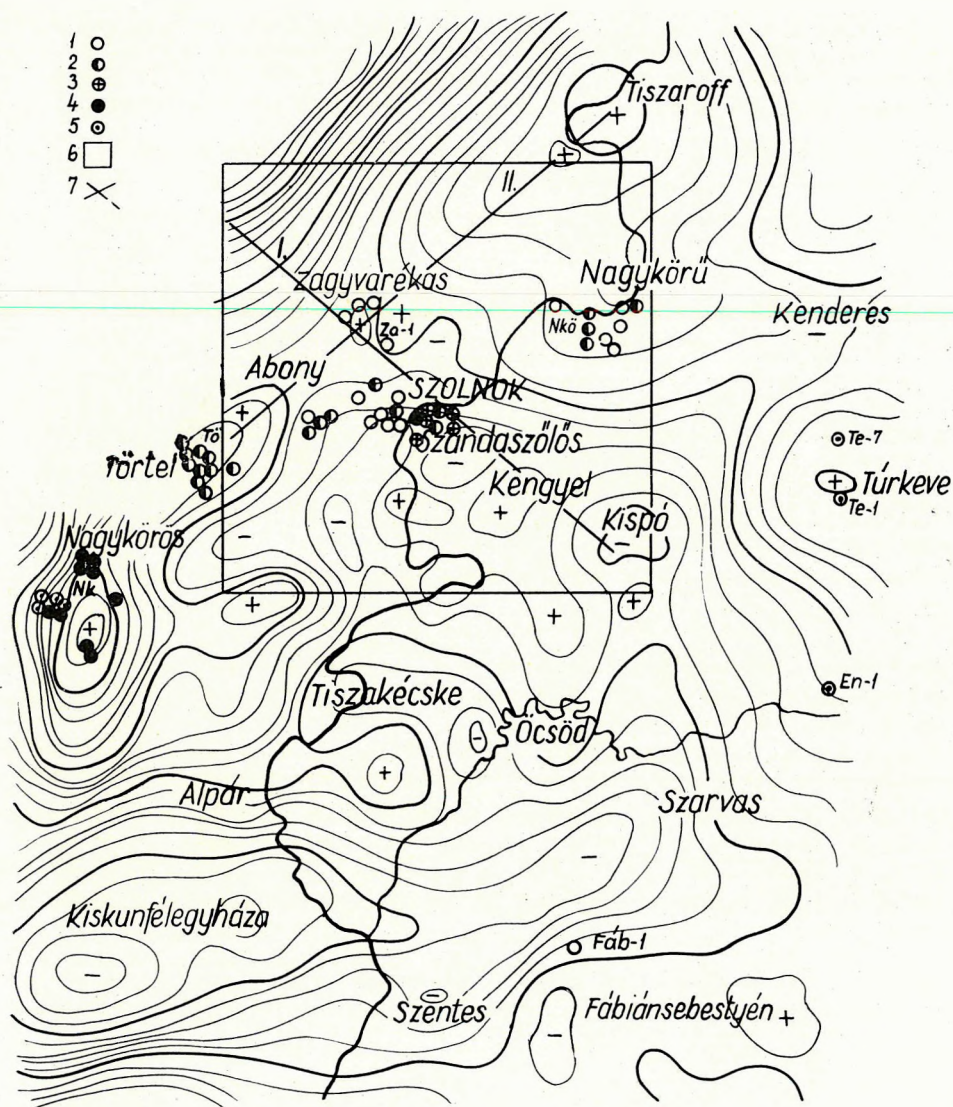 1
2
3
4
5
6
7
Tiszaroff
II.
I.
Zagyvarékas
Nagykörű
Za-1
Nkö
Kenderes
Abony
SZOLNOK
Tö
Szandaszőlős
Te-7
Törtel
Kengyel
Túrkeve
Te-1
Kispó
Nagykőrös
Nk
En-1
Tiszakécske
Öcsöd
Alpár
Szarvas
Kiskunfélegyháza
Fáb-1
Szentes
Fábiánsebestyén